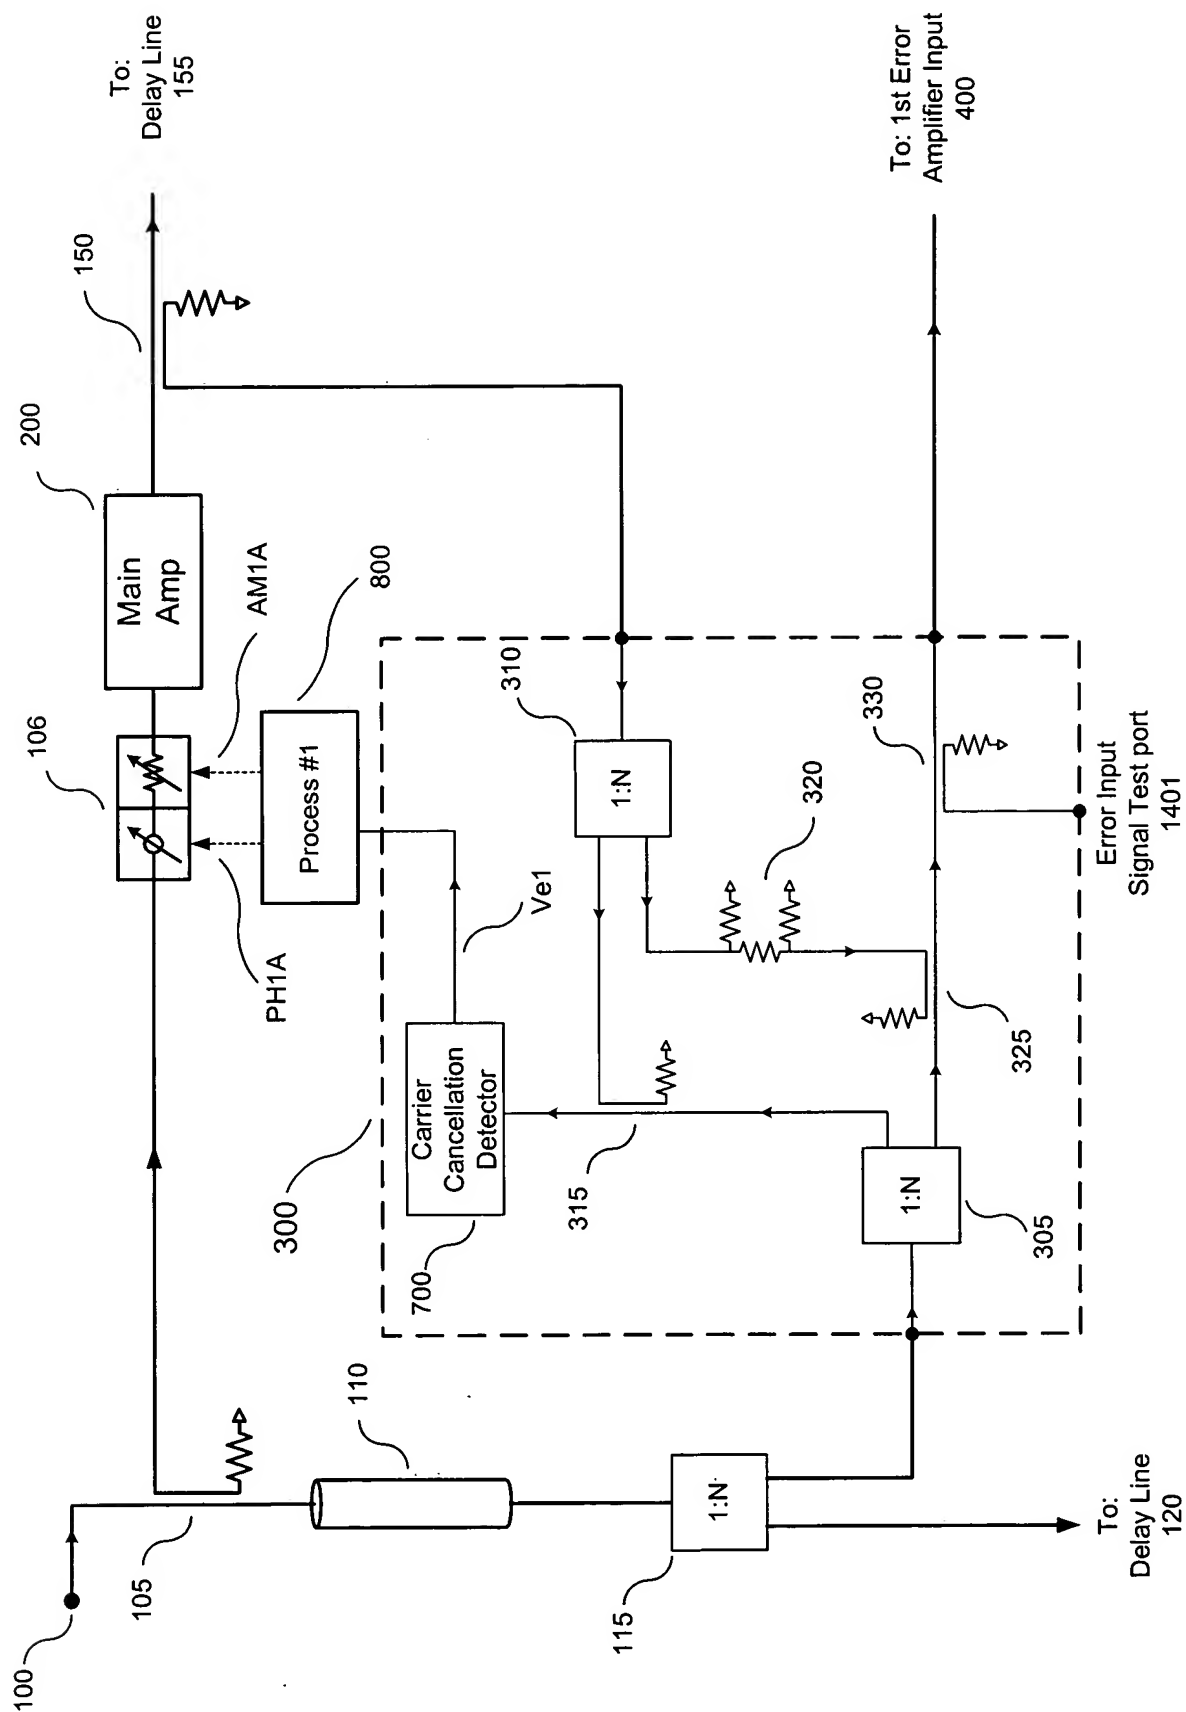 To:
Delay Line
155
150
200
Main
Amp
AM1A
106
800
Process #1
PH1A
To: 1st Error
Amplifier Input
400
310
1:N
320
330
Ve1
Error Input
Signal Test port
1401
325
300
Carrier
Cancellation
Detector
700
315
1:N
305
110
105
100
1:N
115
To:
Delay Line
120